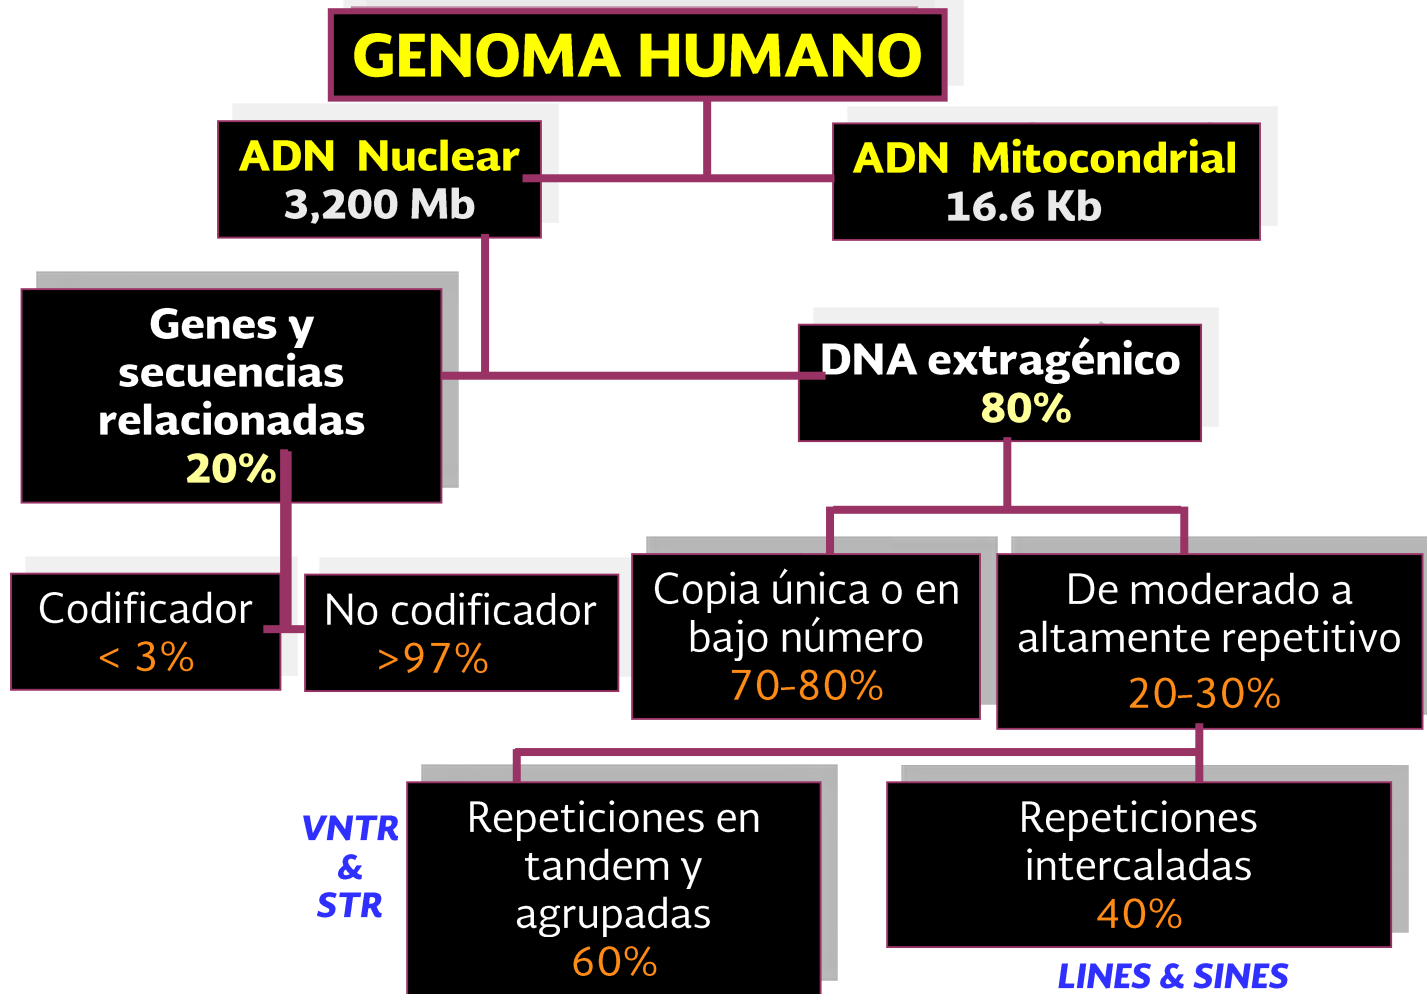 GENOMA HUMANO
ADN Nuclear
3,200 Mb
ADN Mitocondrial
16.6 Kb
Genes y
secuencias
relacionadas
20%
DNA extragénico
80%
Codificador
< 3%
No codificador
>97%
Copia única o en
bajo número
70-80%
De moderado a
altamente repetitivo
20-30%
VNTR
&
STR
Repeticiones en
tandem y
agrupadas
60%
Repeticiones
intercaladas
40%
LINES & SINES